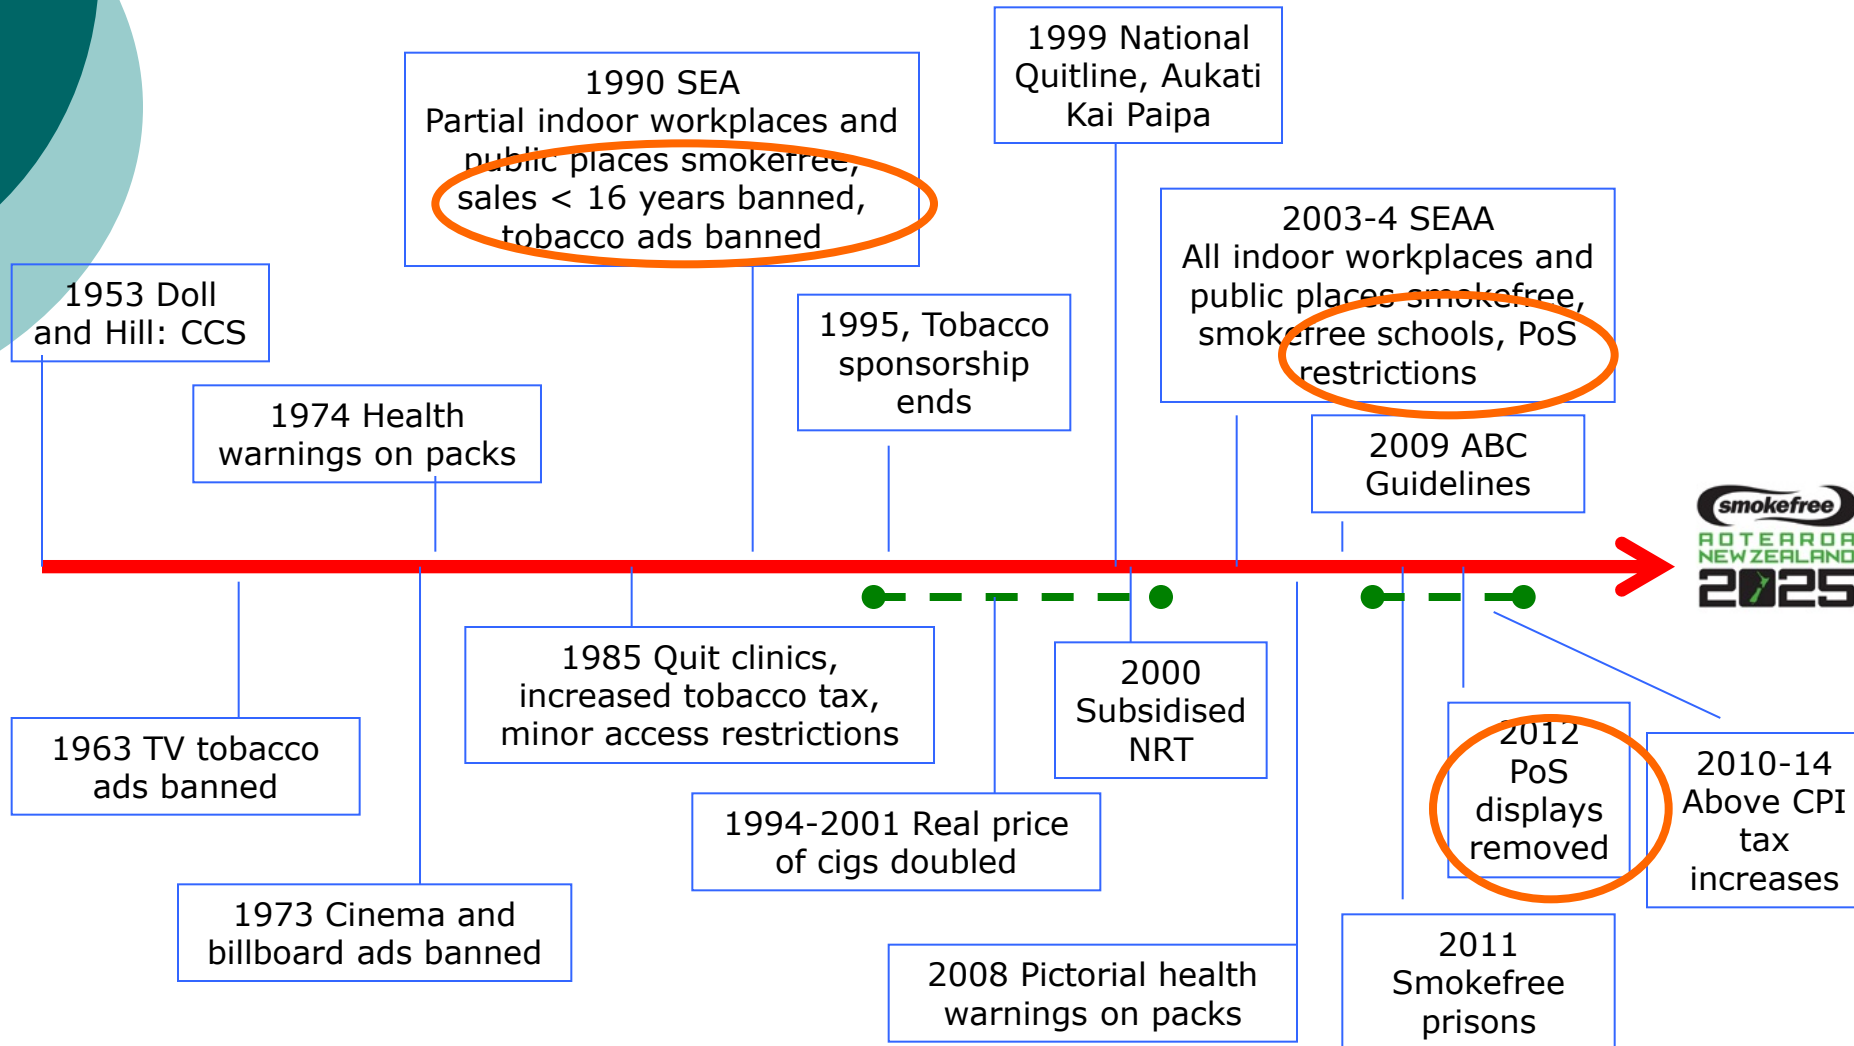 1999 National
Quitline, Aukati
Kai Paipa
1990 SEA
Partial indoor workplaces and
public places smokefree,
sales < 16 years banned,
tobacco ads banned
2003-4 SEAA
All indoor workplaces and
public places smokefree,
smokefree schools, PoS
restrictions
1953 Doll
and Hill: CCS
1995, Tobacco
sponsorship
ends
1974 Health
warnings on packs
2009 ABC
Guidelines
smokefree
AOTEAROA
NEW ZEALAND
2025
1985 Quit clinics,
increased tobacco tax,
minor access restrictions
2000
Subsidised
NRT
1963 TV tobacco
ads banned
2012
PoS
displays
removed
2010-14
Above CPI
tax
increases
1994-2001 Real price
of cigs doubled
1973 Cinema and
billboard ads banned
2008 Pictorial health
warnings on packs
2011
Smokefree
prisons